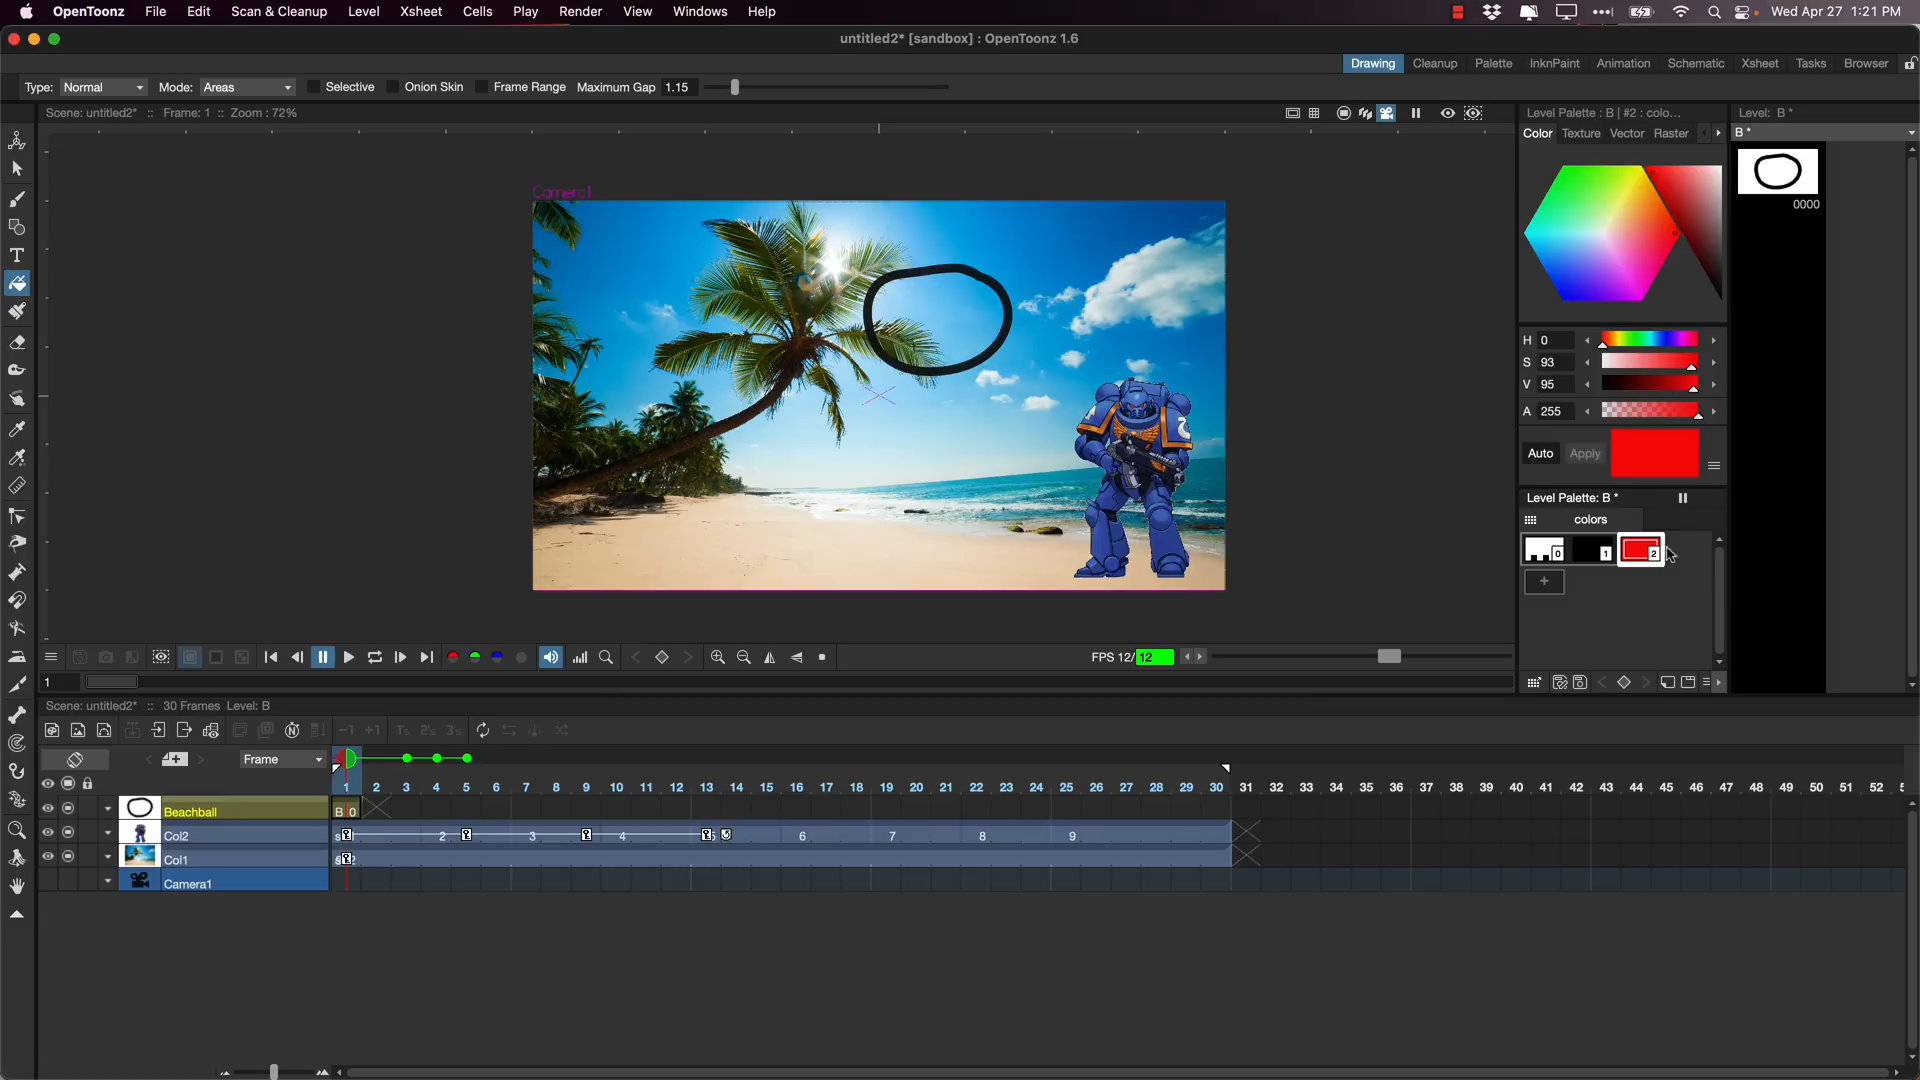 OpenToonz File Edit Scan & Cleanup Level Xsheet Cells Play Render View Windows Help Wed Apr 27 1:21 PM
untitled2* [sandbox] : OpenToonz 1.6
Drawing Cleanup Palette InknPaint Animation Schematic Xsheet Tasks Browser
Type: Normal Mode: Areas Selective Onion Skin Frame Range Maximum Gap 1.15
Scene: untitled2* :: Frame: 1 :: Zoom : 72%
Level Palette : B | #2 : colo...
Level: B *
Color Texture Vector Raster
B *
Camera1
0000
H 0
S 93
V 95
A 255
Auto Apply
Level Palette: B *
colors
0 1 2
+
FPS 12/12
1
Scene: untitled2* :: 30 Frames Level: B
-1 +1 1's 2's 3's
Frame
1 2 3 4 5 6 7 8 9 10 11 12 13 14 15 16 17 18 19 20 21 22 23 24 25 26 27 28 29 30 31 32 33 34 35 36 37 38 39 40 41 42 43 44 45 46 47 48 49 50 51 52
Beachball B 0
Col2 2 3 4 6 7 8 9
Col1
Camera1